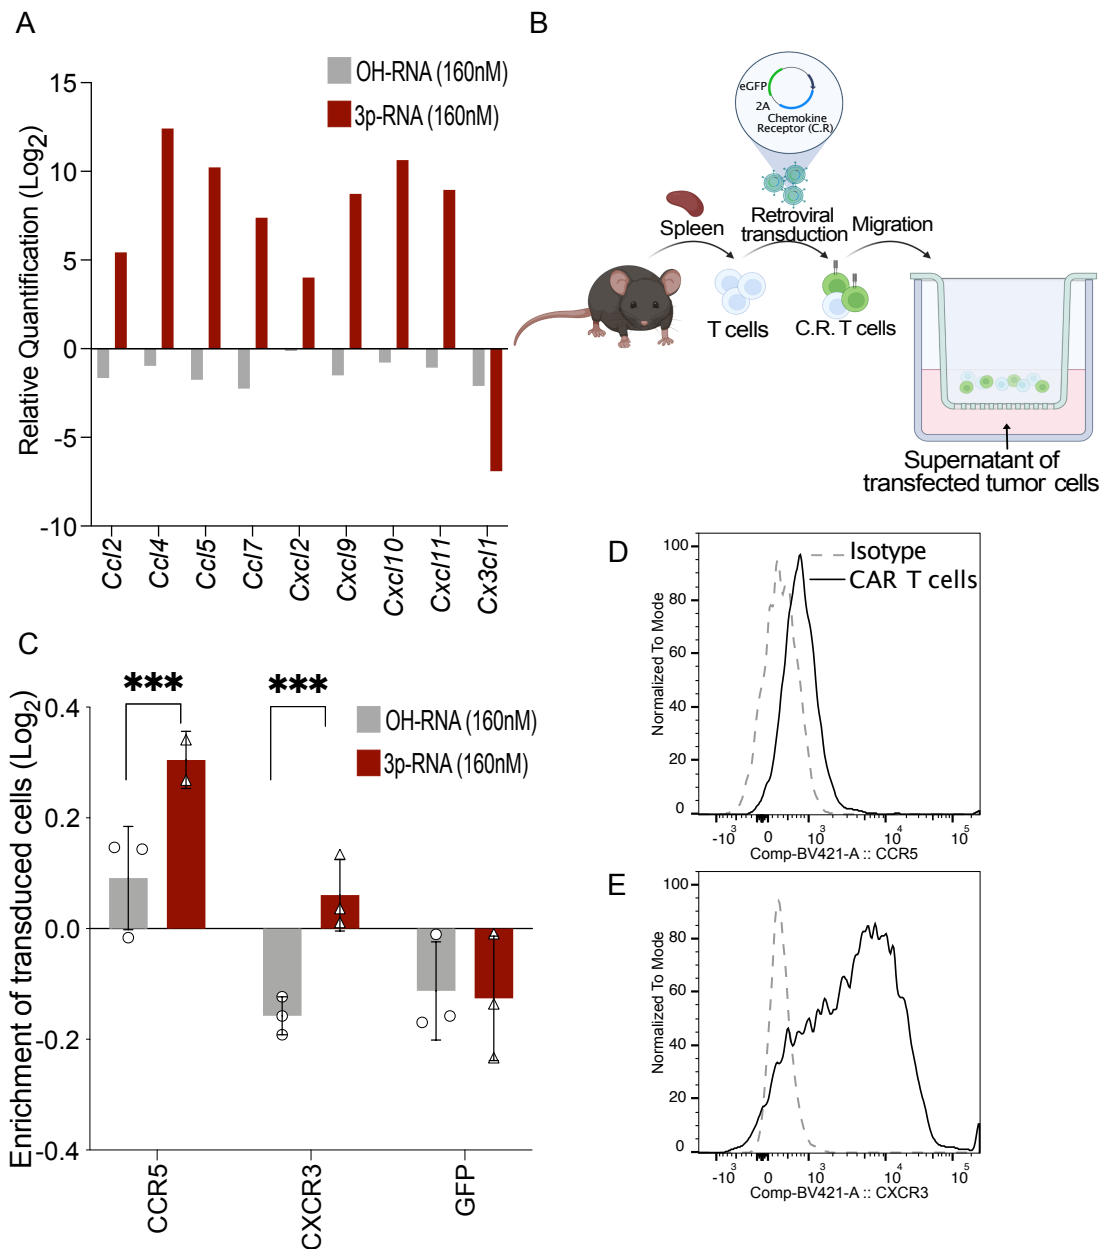 A
15
10
5
0
-5
-10
Relative Quantification (Log2)
OH-RNA (160nM)
3p-RNA (160nM)
Ccl2
Ccl4
Ccl5
Ccl7
Cxcl2
Cxcl9
Cxcl10
Cxcl11
Cx3cl1
B
eGFP
2A
Chemokine
Receptor (C.R)
Spleen
Retroviral
transduction
Migration
T cells
C.R. T cells
Supernatant of
transfected tumor cells
C
0.4
0.2
0.0
-0.2
-0.4
Enrichment of transduced cells (Log2)
***
***
OH-RNA (160nM)
3p-RNA (160nM)
CCR5
CXCR3
GFP
D
100
80
60
40
20
0
Normalized To Mode
Isotype
CAR T cells
-10^3
0
10^3
10^4
10^5
Comp-BV421-A :: CCR5
E
100
80
60
40
20
0
Normalized To Mode
-10^3
0
10^3
10^4
10^5
Comp-BV421-A :: CXCR3